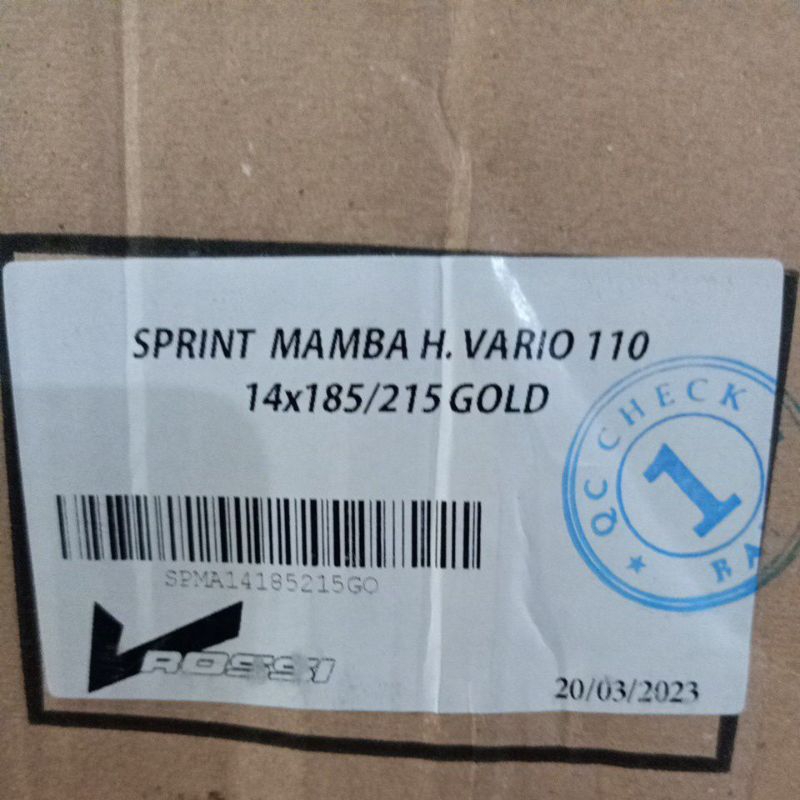 SPRINT MAMBA H. VARIO 110
14x185/215 GOLD
QC CHECK
1
SPMA14185215GO
V ROSSI
20/03/2023